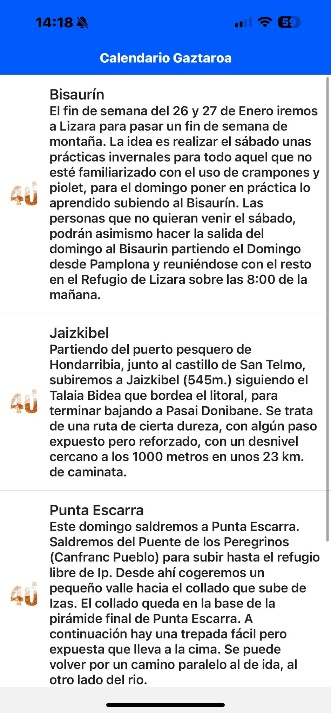 14:18
Calendario Gaztaroa
Bisaurín
El fin de semana del 26 y 27 de Enero iremos
a Lizara para pasar un fin de semana de
montaña. La idea es realizar el sábado unas
prácticas invernales para todo aquel que no
esté familiarizado con el uso de crampones y
piolet, para el domingo poner en práctica lo
aprendido subiendo al Bisaurín. Las
personas que no quieran venir el sábado,
podrán asimismo hacer la salida del
domingo al Bisaurin partiendo el Domingo
desde Pamplona y reuniéndose con el resto
en el Refugio de Lizara sobre las 8:00 de la
mañana.
40
Jaizkibel
Partiendo del puerto pesquero de
Hondarribia, junto al castillo de San Telmo,
subiremos a Jaizkibel (545m.) siguiendo el
Talaia Bidea que bordea el litoral, para
terminar bajando a Pasai Donibane. Se trata
de una ruta de cierta dureza, con algún paso
expuesto pero reforzado, con un desnivel
cercano a los 1000 metros en unos 23 km.
de caminata.
40
Punta Escarra
Este domingo saldremos a Punta Escarra.
Saldremos del Puente de los Peregrinos
(Canfranc Pueblo) para subir hasta el refugio
libre de Ip. Desde ahí cogeremos un
pequeño valle hacia el collado que sube de
Izas. El collado queda en la base de la
pirámide final de Punta Escarra. A
continuación hay una trepada fácil pero
expuesta que lleva a la cima. Se puede
volver por un camino paralelo al de ida, al
otro lado del rio.
40